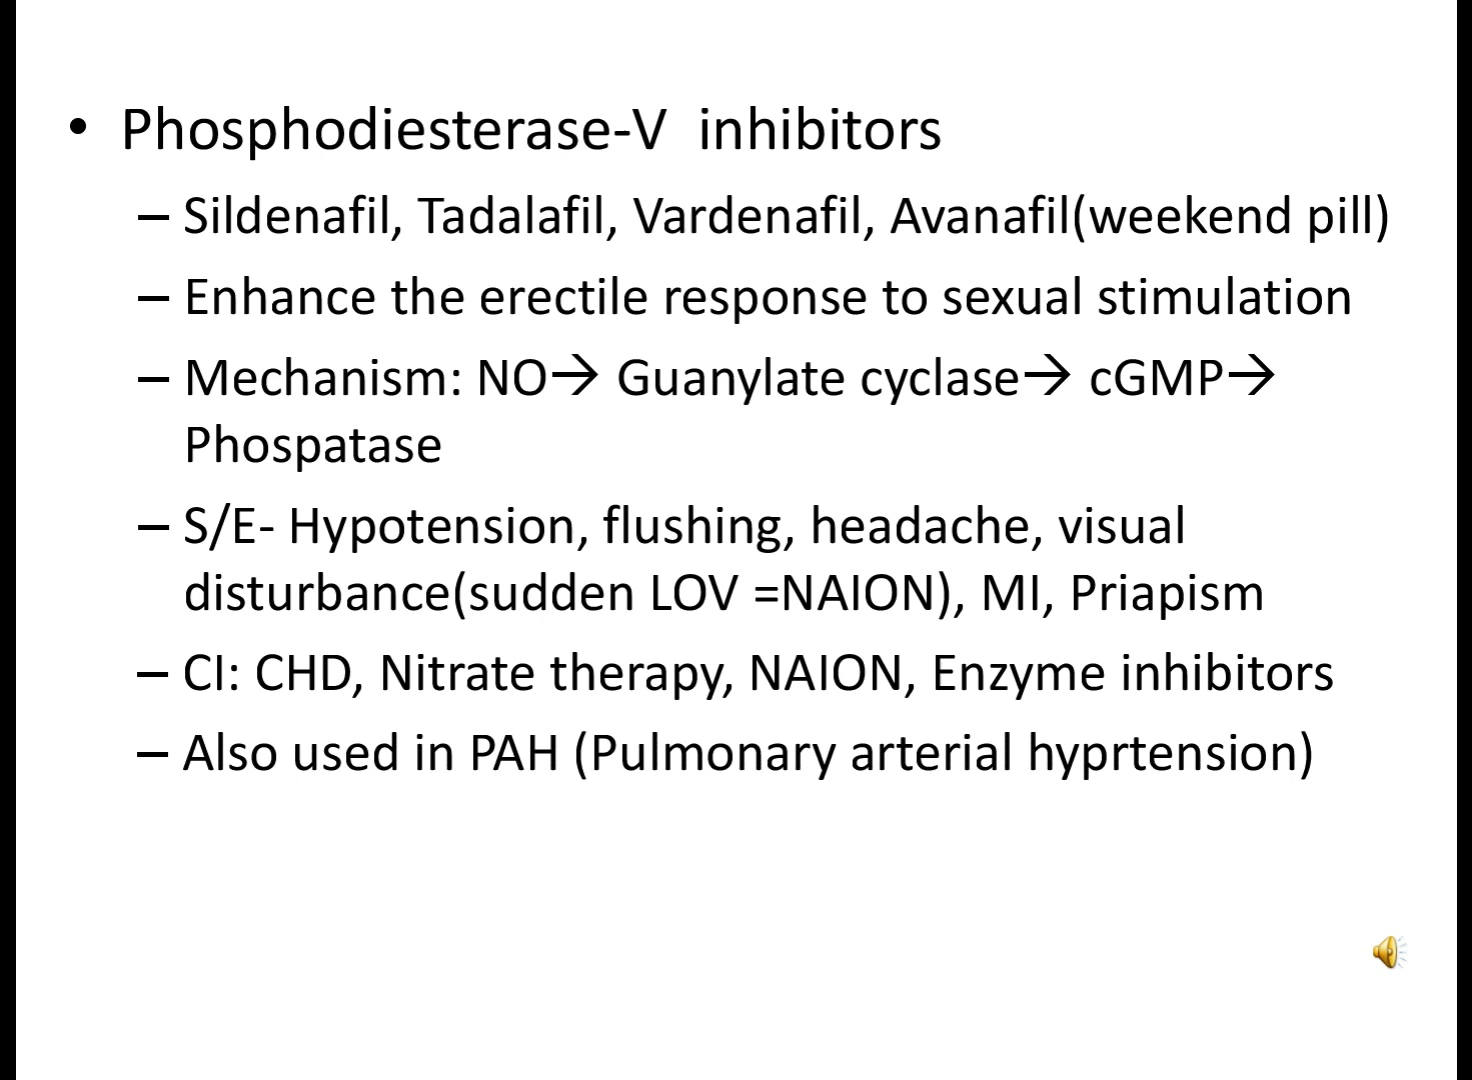 • Phosphodiesterase-V inhibitors
– Sildenafil, Tadalafil, Vardenafil, Avanafil(weekend pill)
– Enhance the erectile response to sexual stimulation
– Mechanism: NO→ Guanylate cyclase→ cGMP→
Phospatase
– S/E- Hypotension, flushing, headache, visual
disturbance(sudden LOV =NAION), MI, Priapism
– CI: CHD, Nitrate therapy, NAION, Enzyme inhibitors
– Also used in PAH (Pulmonary arterial hyprtension)